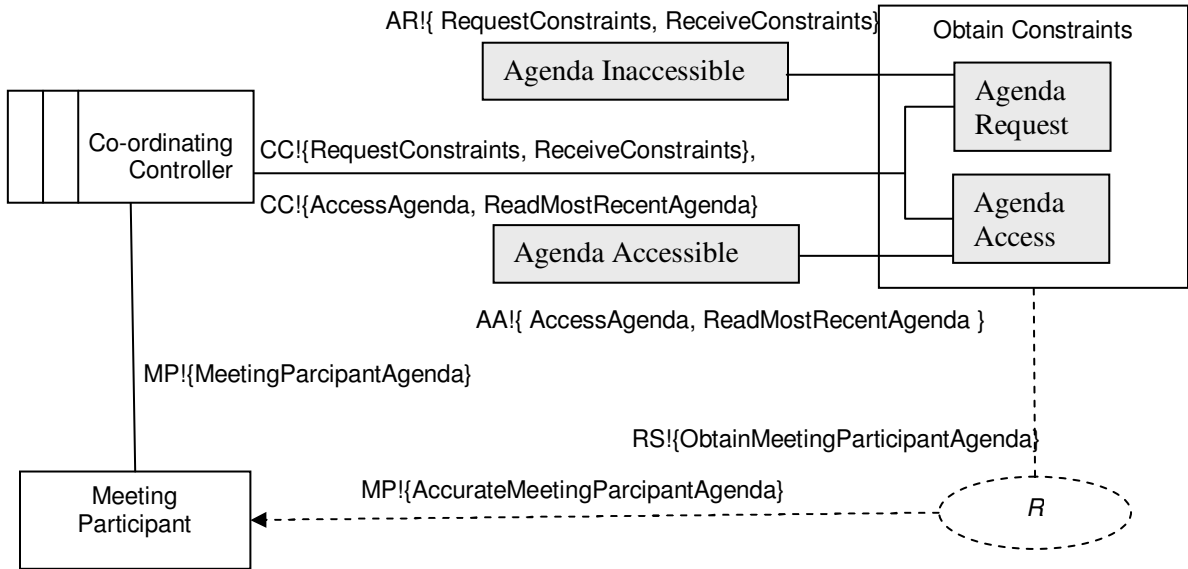 AR!{ RequestConstraints, ReceiveConstraints}
Obtain Constraints
Agenda Inaccessible
Agenda
Request
Co-ordinating
Controller
CC!{RequestConstraints, ReceiveConstraints},
CC!{AccessAgenda, ReadMostRecentAgenda}
Agenda
Access
Agenda Accessible
AA!{ AccessAgenda, ReadMostRecentAgenda }
MP!{MeetingParcipantAgenda}
RS!{ObtainMeetingParticipantAgenda}
MP!{AccurateMeetingParcipantAgenda}
Meeting
Participant
R